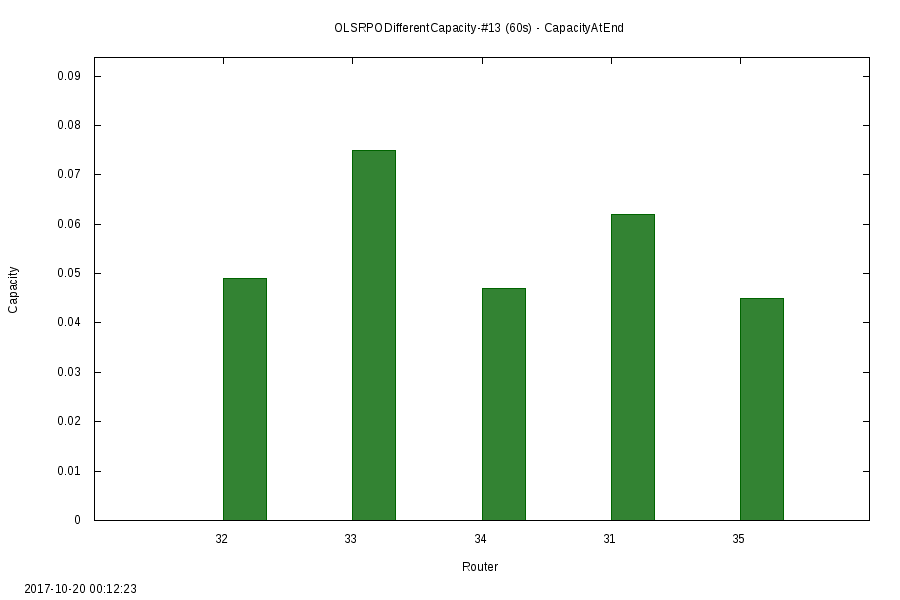 OLSRPODifferentCapacity-#13 (60s) - CapacityAtEnd
0.09
0.08
0.07
0.06
0.05
0.04
0.03
0.02
0.01
0
Capacity
32 33 34 31 35
Router
2017-10-20 00:12:23